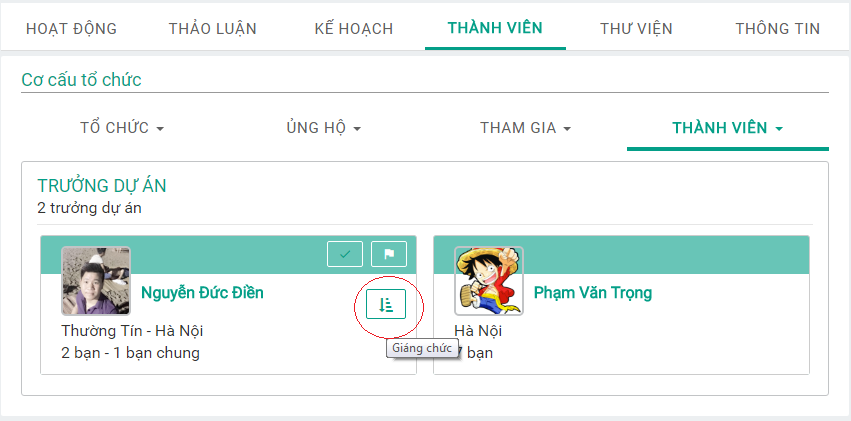 HOẠT ĐỘNG THẢO LUẬN KẾ HOẠCH THÀNH VIÊN THƯ VIỆN THÔNG TIN
Cơ cấu tổ chức
TỔ CHỨC ỦNG HỘ THAM GIA THÀNH VIÊN
TRƯỞNG DỰ ÁN
2 trưởng dự án
Nguyễn Đức Điền
Thường Tín - Hà Nội
2 bạn - 1 bạn chung
Giáng chức
Phạm Văn Trọng
Hà Nội
7 bạn